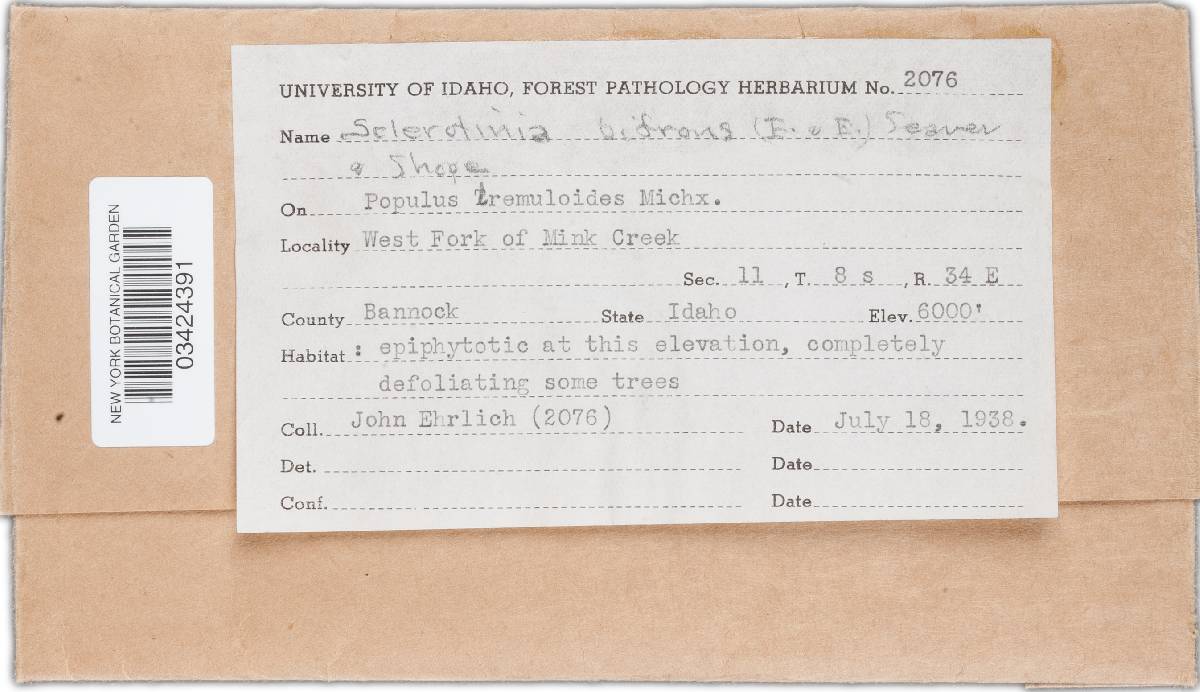 UNIVERSITY OF IDAHO, FOREST PATHOLOGY HERBARIUM No. 2076
Name Sclerotinia bifrons (E. & E.) Seaver
& Shope
On Populus tremuloides Michx.
Locality West Fork of Mink Creek
Sec. 11, T. 8 s, R. 34 E
County Bannock State Idaho Elev. 6000'
Habitat: epiphytotic at this elevation, completely
defoliating some trees
Coll. John Ehrlich (2076) Date July 18, 1938.
Det. Date
Conf. Date
NEW YORK BOTANICAL GARDEN
03424391